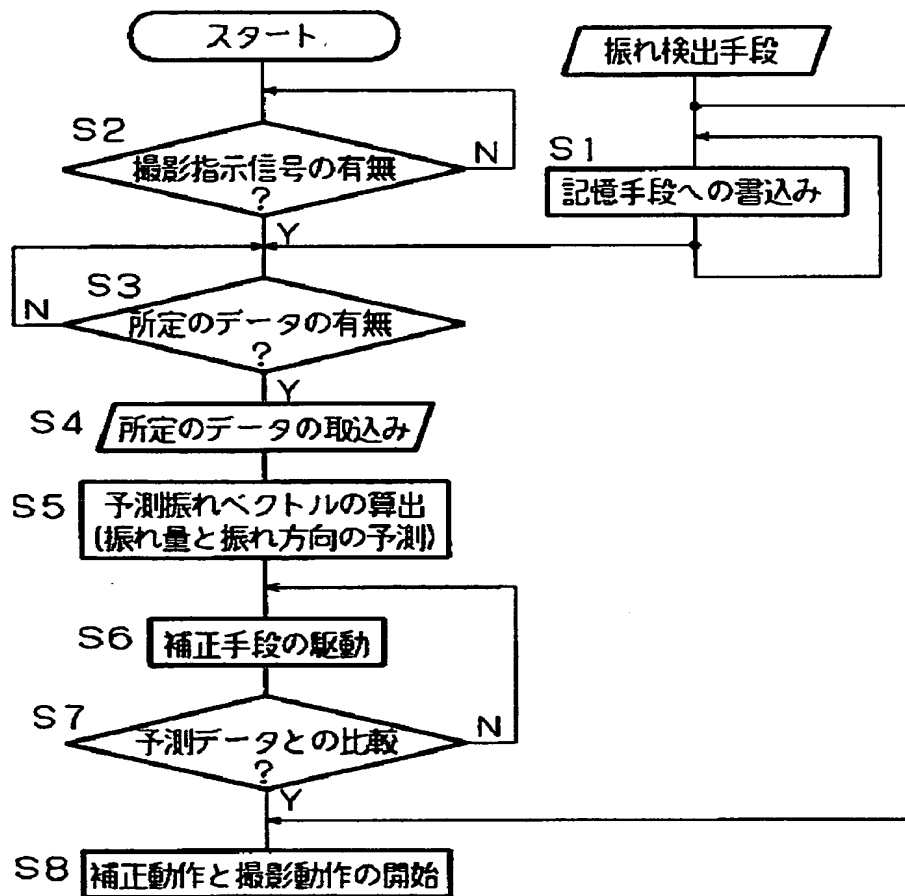 スタート
振れ検出手段
S2
撮影指示信号の有無
?
N
Y
S1
記憶手段への書込み
S3
所定のデータの有無
?
N
Y
S4
所定のデータの取込み
S5
予測振れベクトルの算出
(振れ量と振れ方向の予測)
S6
補正手段の駆動
S7
予測データとの比較
?
N
Y
S8
補正動作と撮影動作の開始